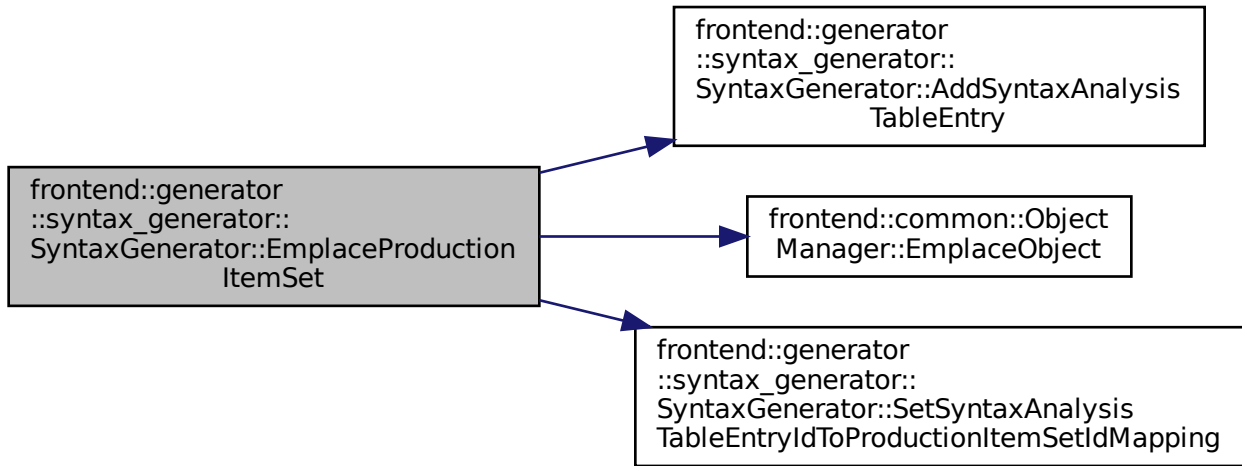 frontend::generator
::syntax_generator::
SyntaxGenerator::AddSyntaxAnalysis
TableEntry
frontend::generator
::syntax_generator::
SyntaxGenerator::EmplaceProduction
ItemSet
frontend::common::Object
Manager::EmplaceObject
frontend::generator
::syntax_generator::
SyntaxGenerator::SetSyntaxAnalysis
TableEntryIdToProductionItemSetIdMapping